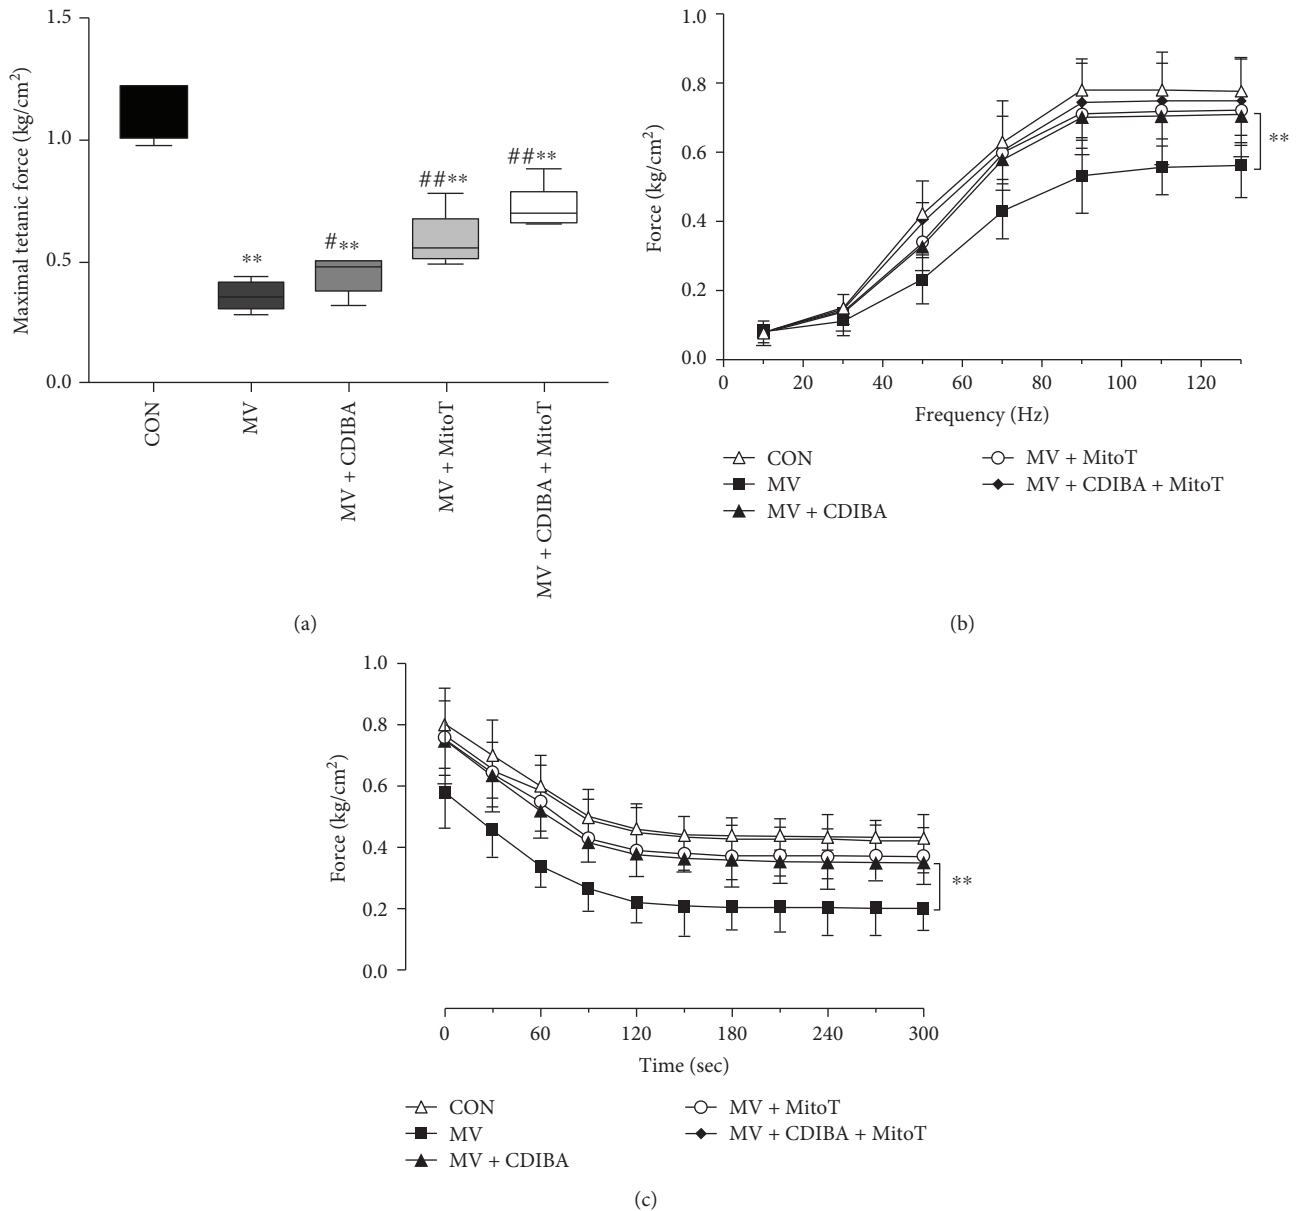 Maximal tetanic force (kg/cm²)
1.5
1.0
0.5
0.0
**
#**
##**
##**
CON
MV
MV + CDIBA
MV + MitoT
MV + CDIBA + MitoT
(a)
Force (kg/cm²)
1.0
0.8
0.6
0.4
0.2
0.0
**
0 20 40 60 80 100 120
Frequency (Hz)
CON
MV
MV + CDIBA
MV + MitoT
MV + CDIBA + MitoT
(b)
Force (kg/cm²)
1.0
0.8
0.6
0.4
0.2
0.0
**
0 60 120 180 240 300
Time (sec)
CON
MV
MV + CDIBA
MV + MitoT
MV + CDIBA + MitoT
(c)